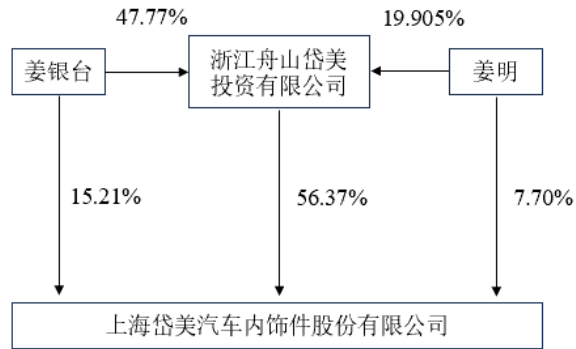 47.77%
19.905%
姜银台
浙江舟山岱美
投资有限公司
姜明
15.21%
56.37%
7.70%
上海岱美汽车内饰件股份有限公司